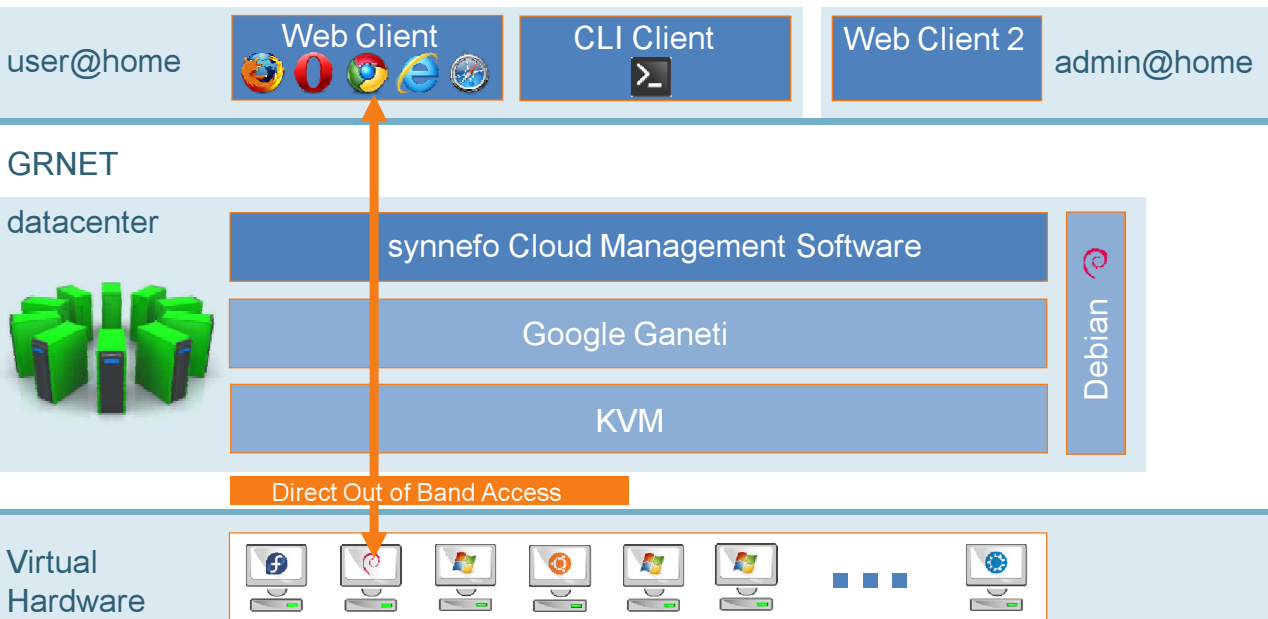 user@home
Web Client
CLI Client
Web Client 2
admin@home
GRNET
datacenter
synnefo Cloud Management Software
Google Ganeti
KVM
Debian
Direct Out of Band Access
Virtual
Hardware